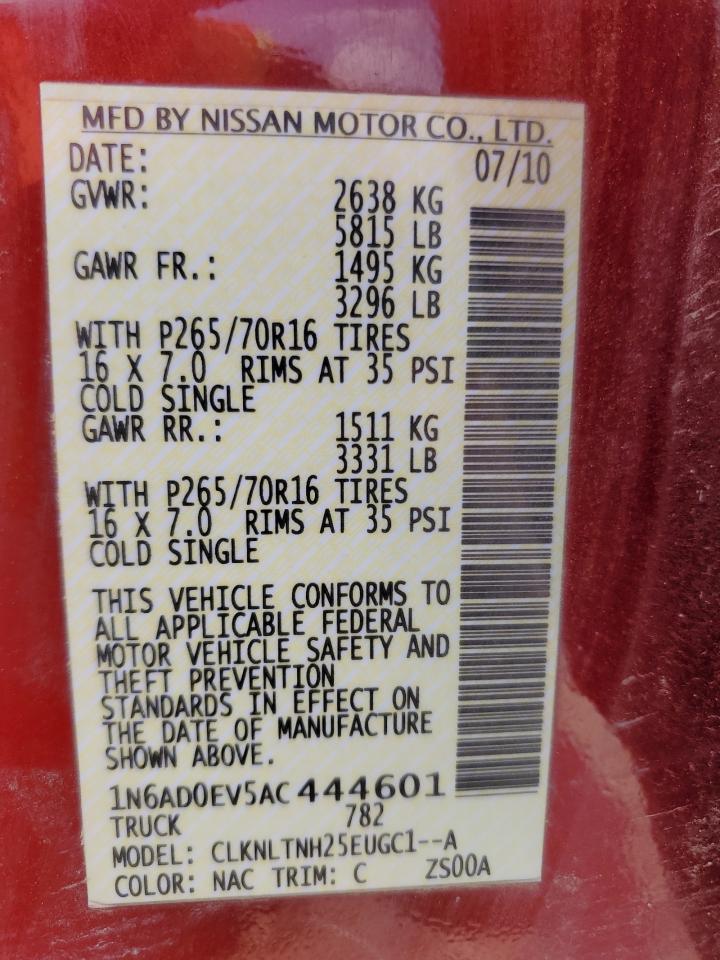 MFD BY NISSAN MOTOR CO., LTD.
DATE: 07/10
GVWR: 2638 KG
5815 LB
GAWR FR.: 1495 KG
3296 LB
WITH P265/70R16 TIRES
16 X 7.0 RIMS AT 35 PSI
COLD SINGLE
GAWR RR.: 1511 KG
3331 LB
WITH P265/70R16 TIRES
16 X 7.0 RIMS AT 35 PSI
COLD SINGLE
THIS VEHICLE CONFORMS TO
ALL APPLICABLE FEDERAL
MOTOR VEHICLE SAFETY AND
THEFT PREVENTION
STANDARDS IN EFFECT ON
THE DATE OF MANUFACTURE
SHOWN ABOVE.
1N6AD0EV5AC 444601
TRUCK 782
MODEL: CLKNLTNH25EUGC1--A
COLOR: NAC TRIM: C ZS00A